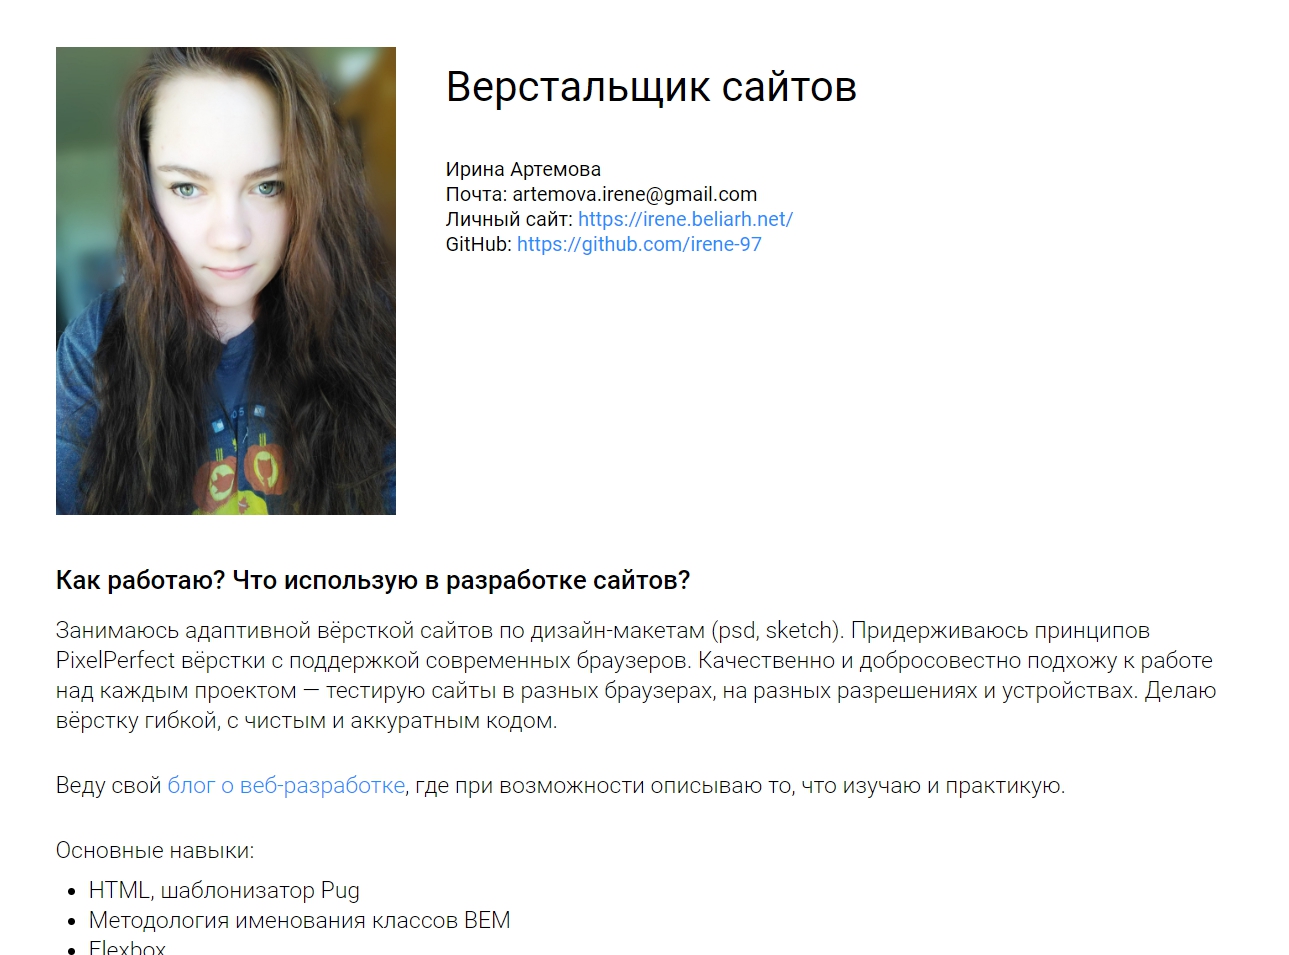 Верстальщик сайтов
Ирина Артемова
Почта: artemova.irene@gmail.com
Личный сайт: https://irene.beliarh.net/
GitHub: https://github.com/irene-97
Как работаю? Что использую в разработке сайтов?
Занимаюсь адаптивной вёрсткой сайтов по дизайн-макетам (psd, sketch). Придерживаюсь принципов
PixelPerfect вёрстки с поддержкой современных браузеров. Качественно и добросовестно подхожу к работе
над каждым проектом — тестирую сайты в разных браузерах, на разных разрешениях и устройствах. Делаю
вёрстку гибкой, с чистым и аккуратным кодом.
Веду свой блог о веб-разработке, где при возможности описываю то, что изучаю и практикую.
Основные навыки:
• HTML, шаблонизатор Pug
• Методология именования классов BEM
• Flexbox